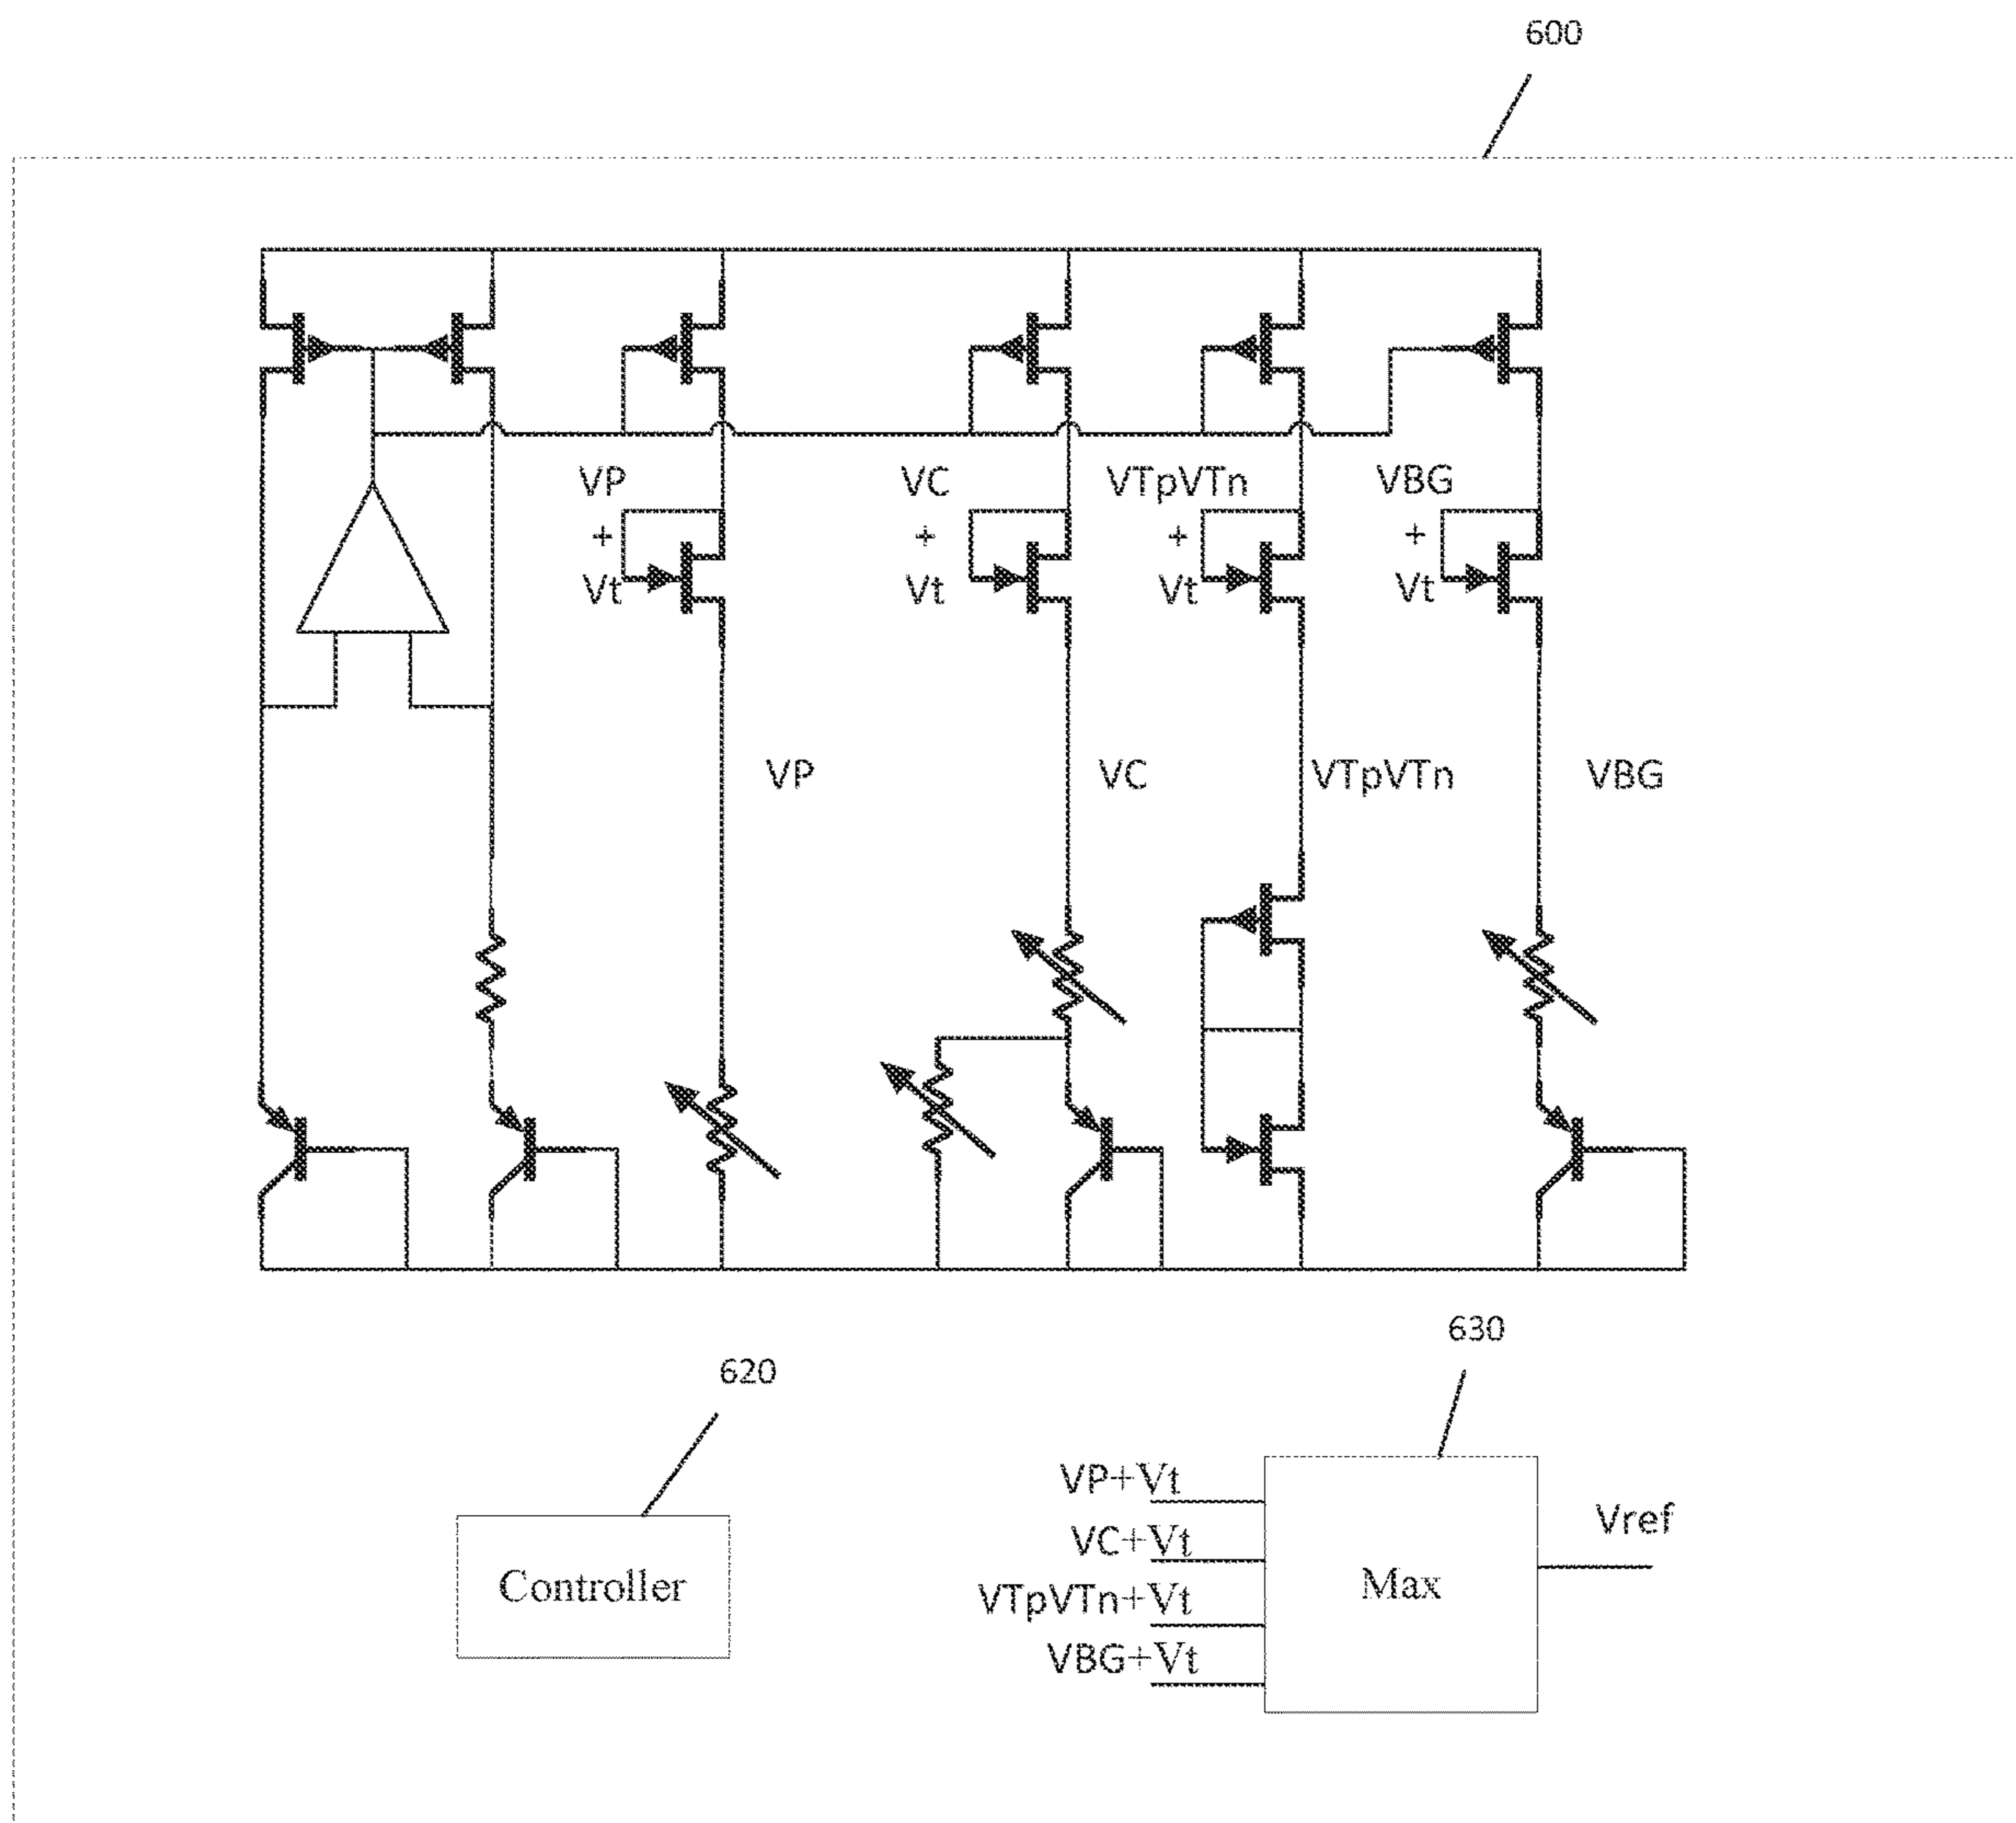 600
VP VC VTpVTn VBG
+ + + +
Vt Vt Vt Vt
VP VC VTpVTn VBG
630
620
VP+Vt
Vref
VC+Vt
Controller
Max
VTpVTn+Vt
VBG+Vt